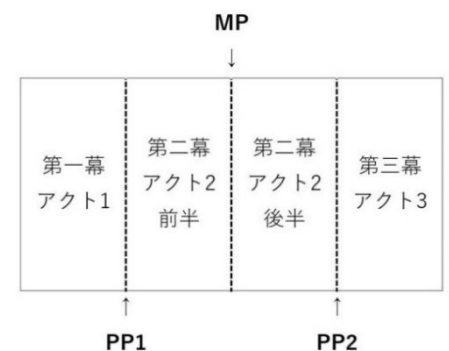 MP
↓
第一幕
アクト1
第二幕
アクト2
前半
第二幕
アクト2
後半
第三幕
アクト3
↑
↑
PP1
PP2